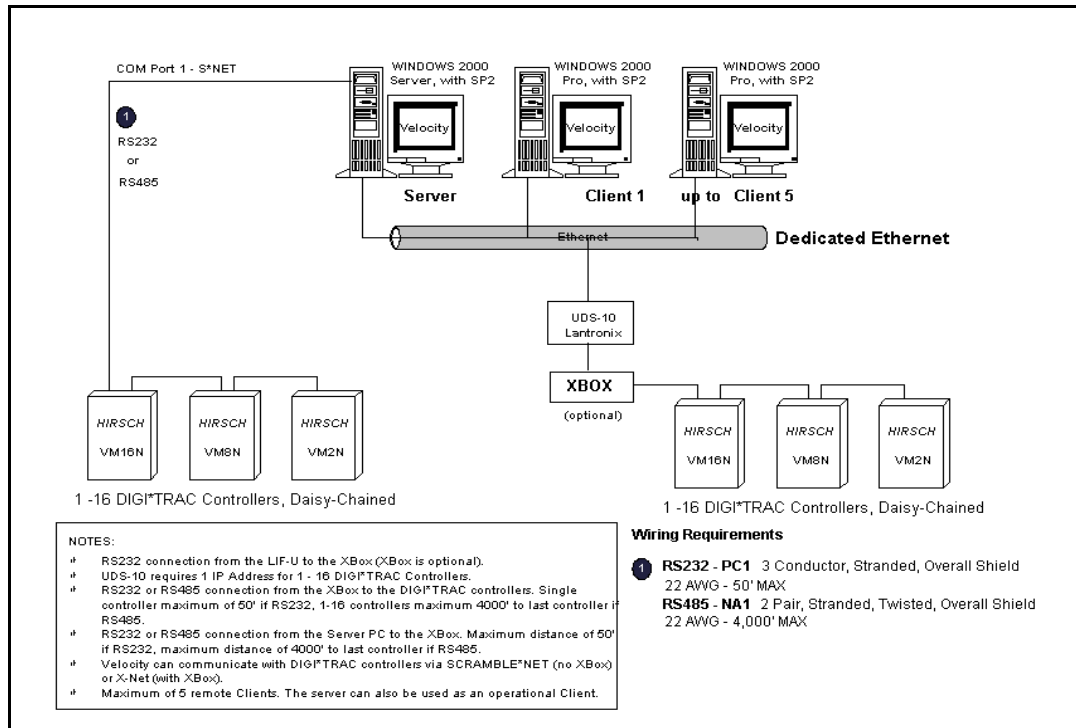 COM Port 1 - S*NET
1
RS232
or
RS485
WINDOWS 2000
Server, with SP2
Velocity
Server
WINDOWS 2000
Pro, with SP2
Velocity
Client 1
up to
WINDOWS 2000
Pro, with SP2
Velocity
Client 5
Ethernet
Dedicated Ethernet
UDS-10
Lantronix
XBOX
(optional)
HIRSCH
VM16N
HIRSCH
VM8N
HIRSCH
VM2N
1 -16 DIGI*TRAC Controllers, Daisy-Chained
HIRSCH
VM16N
HIRSCH
VM8N
HIRSCH
VM2N
1 -16 DIGI*TRAC Controllers, Daisy-Chained
NOTES:
RS232 connection from the LIF-U to the XBox (XBox is optional).
UDS-10 requires 1 IP Address for 1 - 16 DIGI*TRAC Controllers.
RS232 or RS485 connection from the XBox to the DIGI*TRAC controllers. Single
controller maximum of 50' if RS232, 1-16 controllers maximum 4000' to last controller if
RS485.
RS232 or RS485 connection from the Server PC to the XBox. Maximum distance of 50'
if RS232, maximum distance of 4000' to last controller if RS485.
Velocity can communicate with DIGI*TRAC controllers via SCRAMBLE*NET (no XBox)
or X-Net (with XBox).
Maximum of 5 remote Clients. The server can also be used as an operational Client.
Wiring Requirements
1 RS232 - PC1 3 Conductor, Stranded, Overall Shield
22 AWG - 50' MAX
RS485 - NA1 2 Pair, Stranded, Twisted, Overall Shield
22 AWG - 4,000' MAX